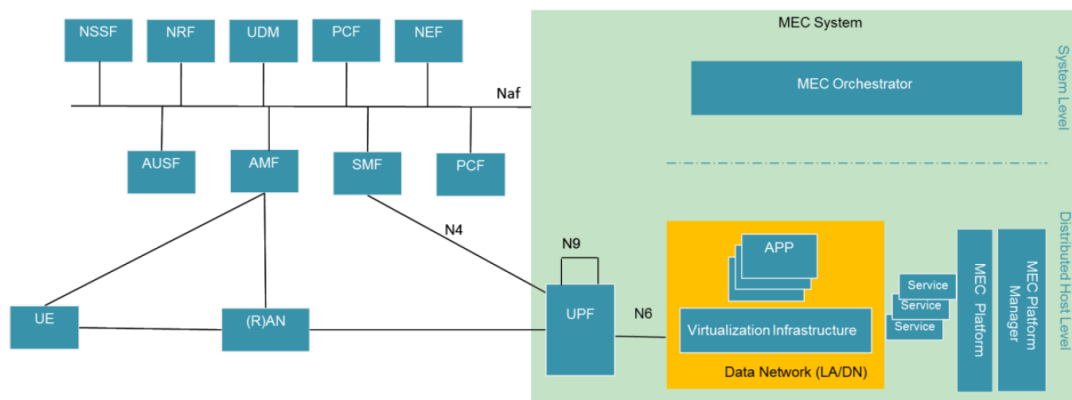 MEC System
NSSF
NRF
UDM
PCF
NEF
System Level
MEC Orchestrator
Naf
AUSF
AMF
SMF
PCF
Distributed Host Level
N4
N9
APP
MEC Platform
MEC Platform
Manager
Service
Service
Service
UE
(R)AN
UPF
N6
Virtualization Infrastructure
Data Network (LA/DN)